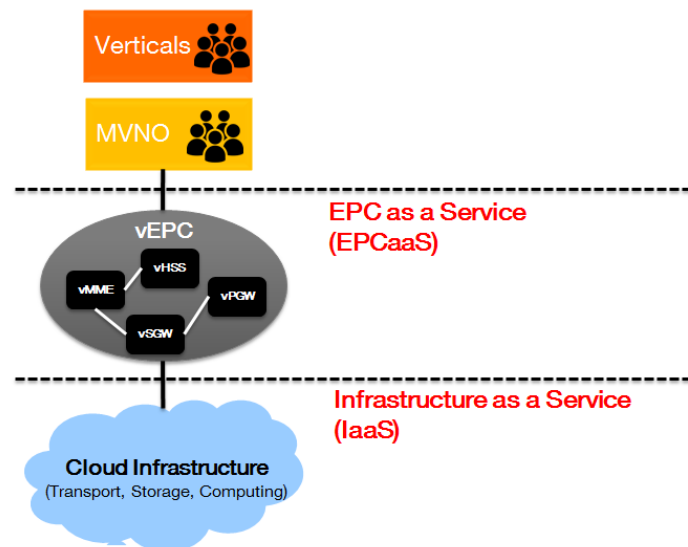 Verticals
MVNO
EPC as a Service
(EPCaaS)
vEPC
vHSS
vMME
vPGW
vSGW
Infrastructure as a Service
(IaaS)
Cloud Infrastructure
(Transport, Storage, Computing)